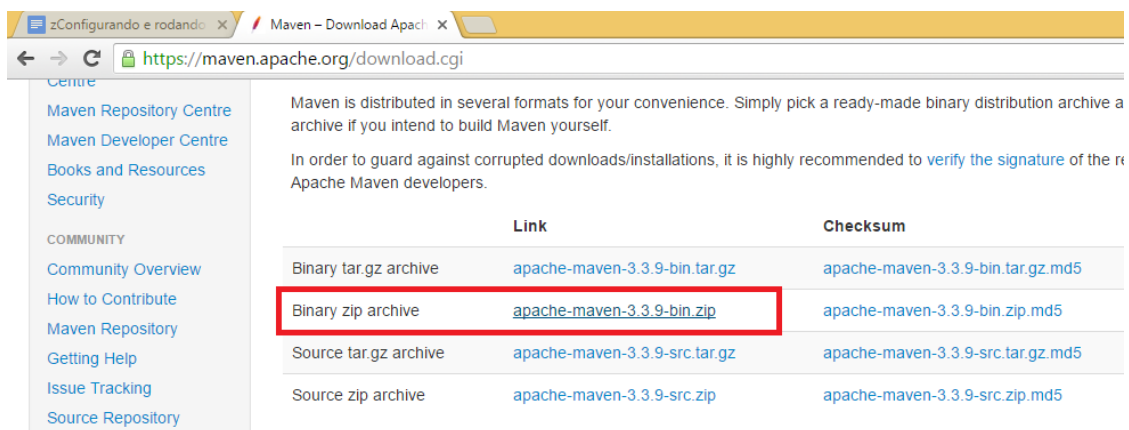 zConfigurando e rodando
Maven – Download Apach
https://maven.apache.org/download.cgi
Centre
Maven Repository Centre
Maven Developer Centre
Books and Resources
Security
COMMUNITY
Community Overview
How to Contribute
Maven Repository
Getting Help
Issue Tracking
Source Repository
Maven is distributed in several formats for your convenience. Simply pick a ready-made binary distribution archive a
archive if you intend to build Maven yourself.
In order to guard against corrupted downloads/installations, it is highly recommended to verify the signature of the re
Apache Maven developers.
Link Checksum
Binary tar.gz archive apache-maven-3.3.9-bin.tar.gz apache-maven-3.3.9-bin.tar.gz.md5
Binary zip archive apache-maven-3.3.9-bin.zip apache-maven-3.3.9-bin.zip.md5
Source tar.gz archive apache-maven-3.3.9-src.tar.gz apache-maven-3.3.9-src.tar.gz.md5
Source zip archive apache-maven-3.3.9-src.zip apache-maven-3.3.9-src.zip.md5